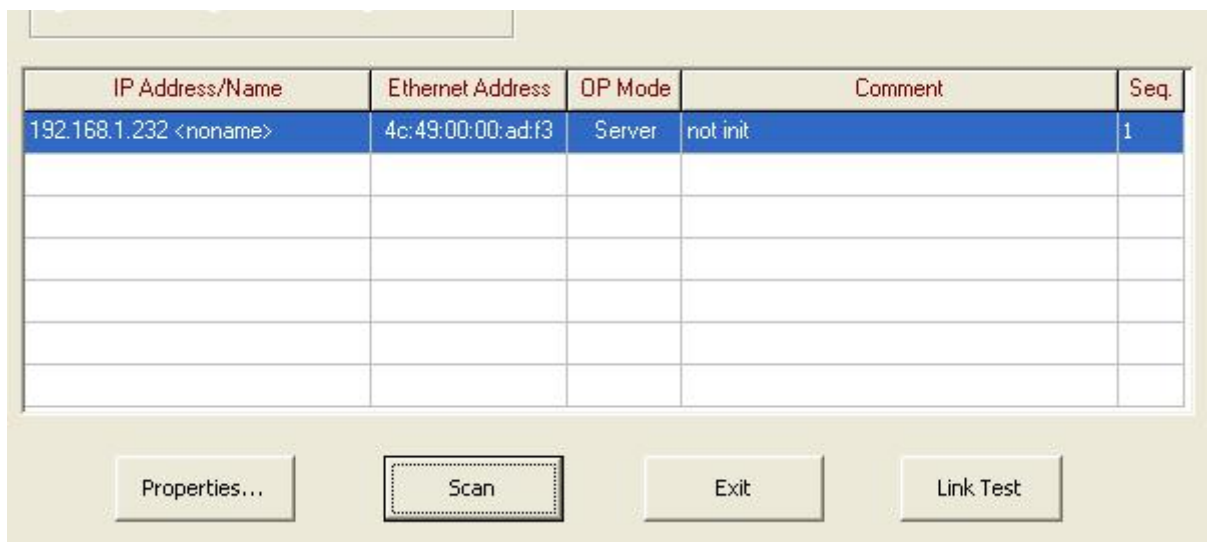 IP Address/Name Ethernet Address OP Mode Comment Seq.
192.168.1.232 <noname> 4c:49:00:00:ad:f3 Server not init 1
Properties... Scan Exit Link Test